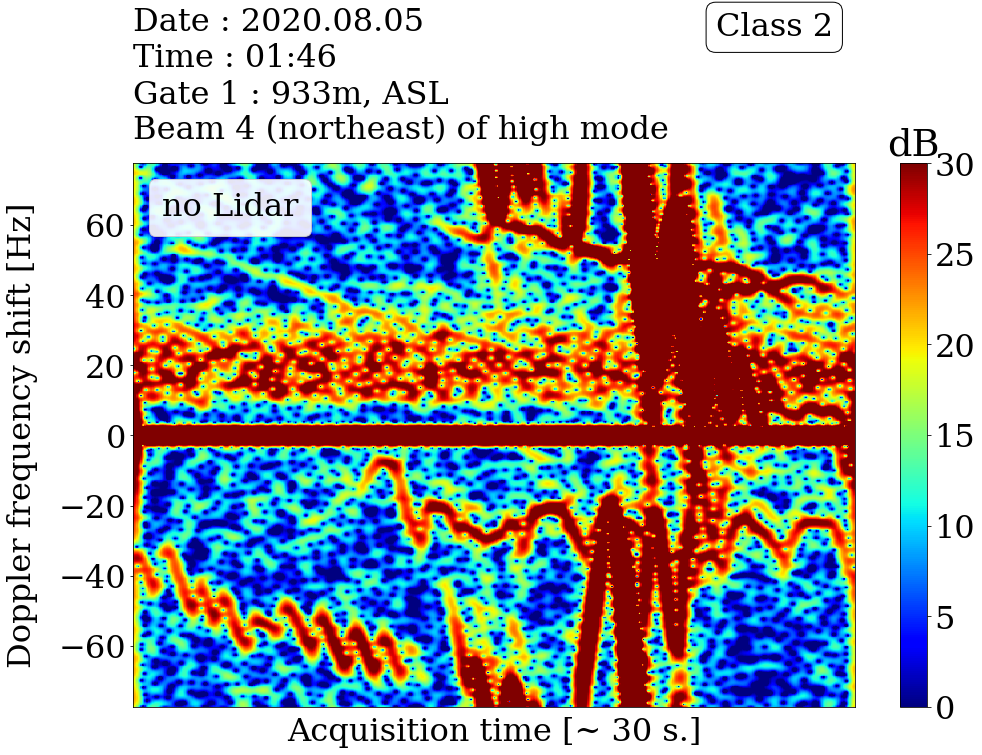 Date : 2020.08.05
Time : 01:46
Gate 1 : 933m, ASL
Beam 4 (northeast) of high mode
Class 2
dB
no Lidar
Doppler frequency shift [Hz]
60
40
20
0
−20
−40
−60
30
25
20
15
10
5
0
Acquisition time [~ 30 s.]